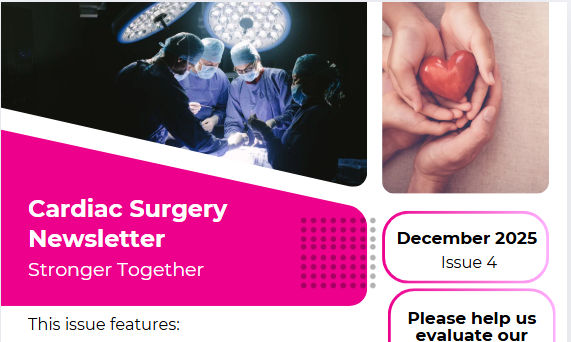 Cardiac Surgery
Newsletter
Stronger Together
December 2025
Issue 4
This issue features:
Please help us
evaluate our